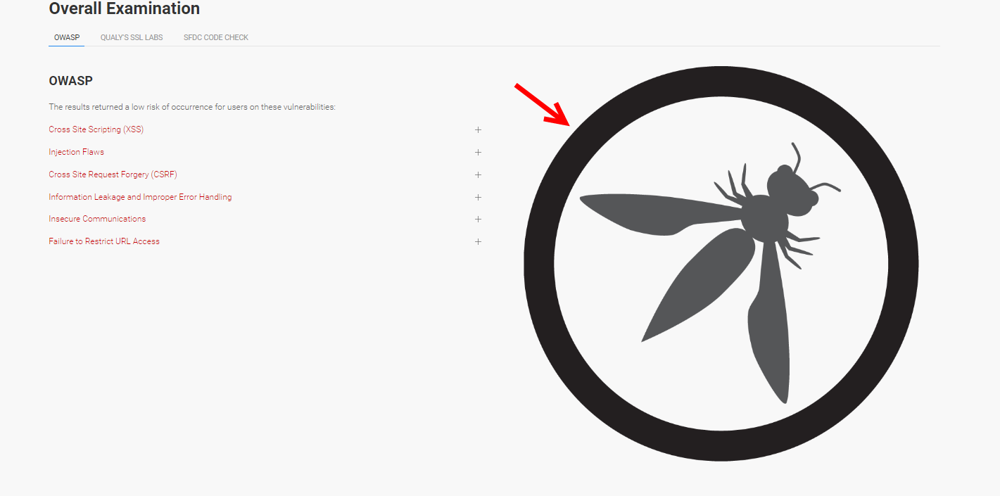 Overall Examination
OWASP QUALY'S SSL LABS SFDC CODE CHECK
OWASP
The results returned a low risk of occurrence for users on these vulnerabilities:
Cross Site Scripting (XSS) +
Injection Flaws +
Cross Site Request Forgery (CSRF) +
Information Leakage and Improper Error Handling +
Insecure Communications +
Failure to Restrict URL Access +